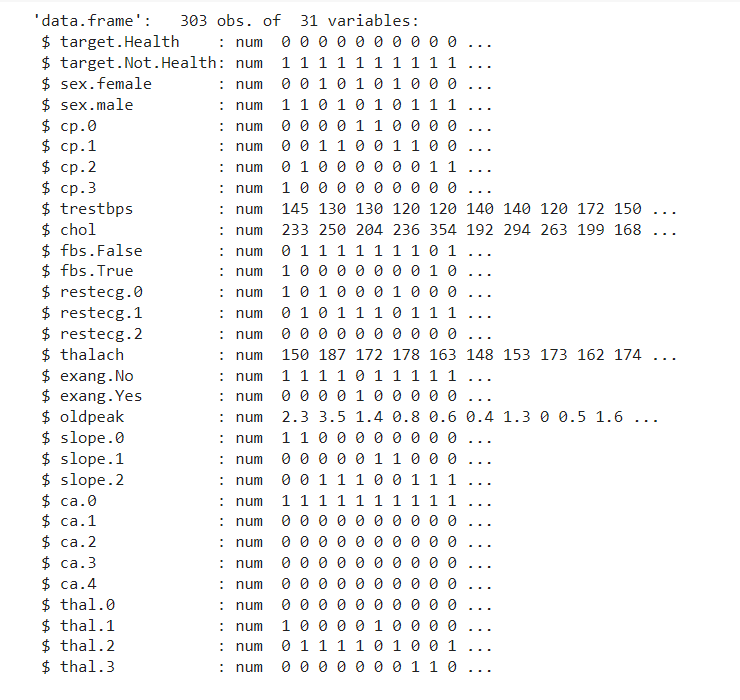 'data.frame':   303 obs. of  31 variables:
 $ target.Health    : num  0 0 0 0 0 0 0 0 0 0 ...
 $ target.Not.Health: num  1 1 1 1 1 1 1 1 1 1 ...
 $ sex.female       : num  0 0 1 0 1 0 1 0 0 0 ...
 $ sex.male         : num  1 1 0 1 0 1 0 1 1 1 ...
 $ cp.0             : num  0 0 0 0 1 1 0 0 0 0 ...
 $ cp.1             : num  0 0 1 1 0 0 1 1 0 0 ...
 $ cp.2             : num  0 1 0 0 0 0 0 0 1 1 ...
 $ cp.3             : num  1 0 0 0 0 0 0 0 0 0 ...
 $ trestbps         : num  145 130 130 120 120 140 140 120 172 150 ...
 $ chol             : num  233 250 204 236 354 192 294 263 199 168 ...
 $ fbs.False        : num  0 1 1 1 1 1 1 1 0 1 ...
 $ fbs.True         : num  1 0 0 0 0 0 0 0 1 0 ...
 $ restecg.0        : num  1 0 1 0 0 0 1 0 0 0 ...
 $ restecg.1        : num  0 1 0 1 1 1 0 1 1 1 ...
 $ restecg.2        : num  0 0 0 0 0 0 0 0 0 0 ...
 $ thalach          : num  150 187 172 178 163 148 153 173 162 174 ...
 $ exang.No         : num  1 1 1 1 0 1 1 1 1 1 ...
 $ exang.Yes        : num  0 0 0 0 1 0 0 0 0 0 ...
 $ oldpeak          : num  2.3 3.5 1.4 0.8 0.6 0.4 1.3 0 0.5 1.6 ...
 $ slope.0          : num  1 1 0 0 0 0 0 0 0 0 ...
 $ slope.1          : num  0 0 0 0 0 1 1 0 0 0 ...
 $ slope.2          : num  0 0 1 1 1 0 0 1 1 1 ...
 $ ca.0             : num  1 1 1 1 1 1 1 1 1 1 ...
 $ ca.1             : num  0 0 0 0 0 0 0 0 0 0 ...
 $ ca.2             : num  0 0 0 0 0 0 0 0 0 0 ...
 $ ca.3             : num  0 0 0 0 0 0 0 0 0 0 ...
 $ ca.4             : num  0 0 0 0 0 0 0 0 0 0 ...
 $ thal.0           : num  0 0 0 0 0 0 0 0 0 0 ...
 $ thal.1           : num  1 0 0 0 0 1 0 0 0 0 ...
 $ thal.2           : num  0 1 1 1 1 0 1 0 0 1 ...
 $ thal.3           : num  0 0 0 0 0 0 0 1 1 0 ...